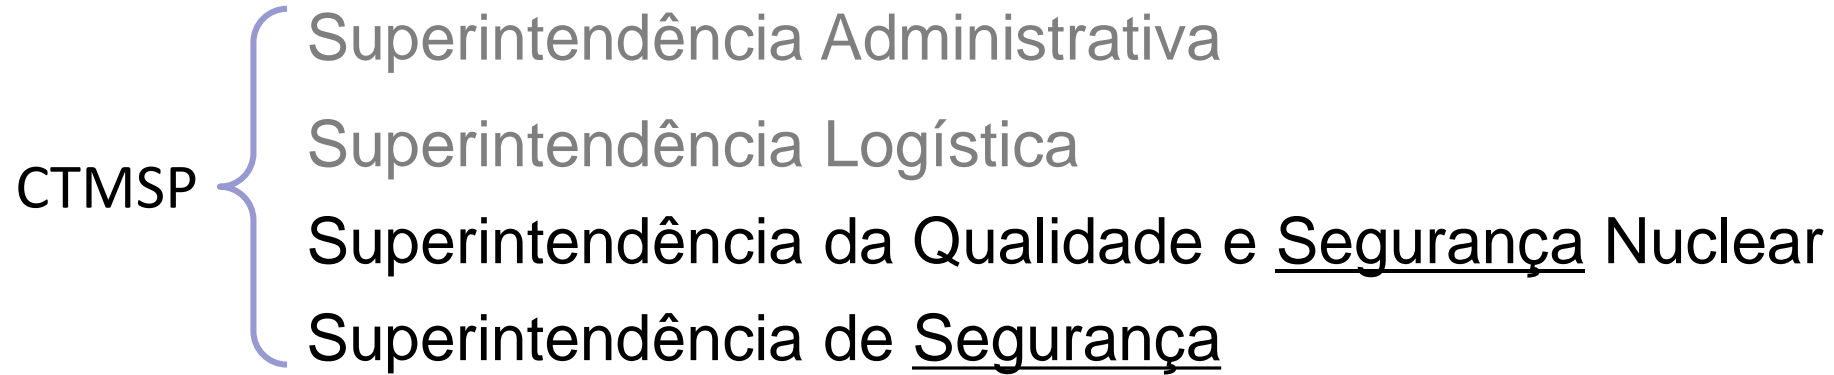 Superintendência Administrativa
Superintendência Logística
CTMSP
Superintendência da Qualidade e Segurança Nuclear
Superintendência de Segurança